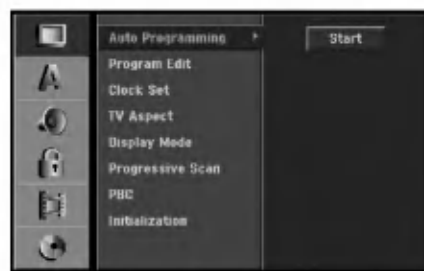 Auto Programming
Start
Program Edit
Clock Set
TV Aspect
Display Mode
Progressive Scan
PBC
Initialization